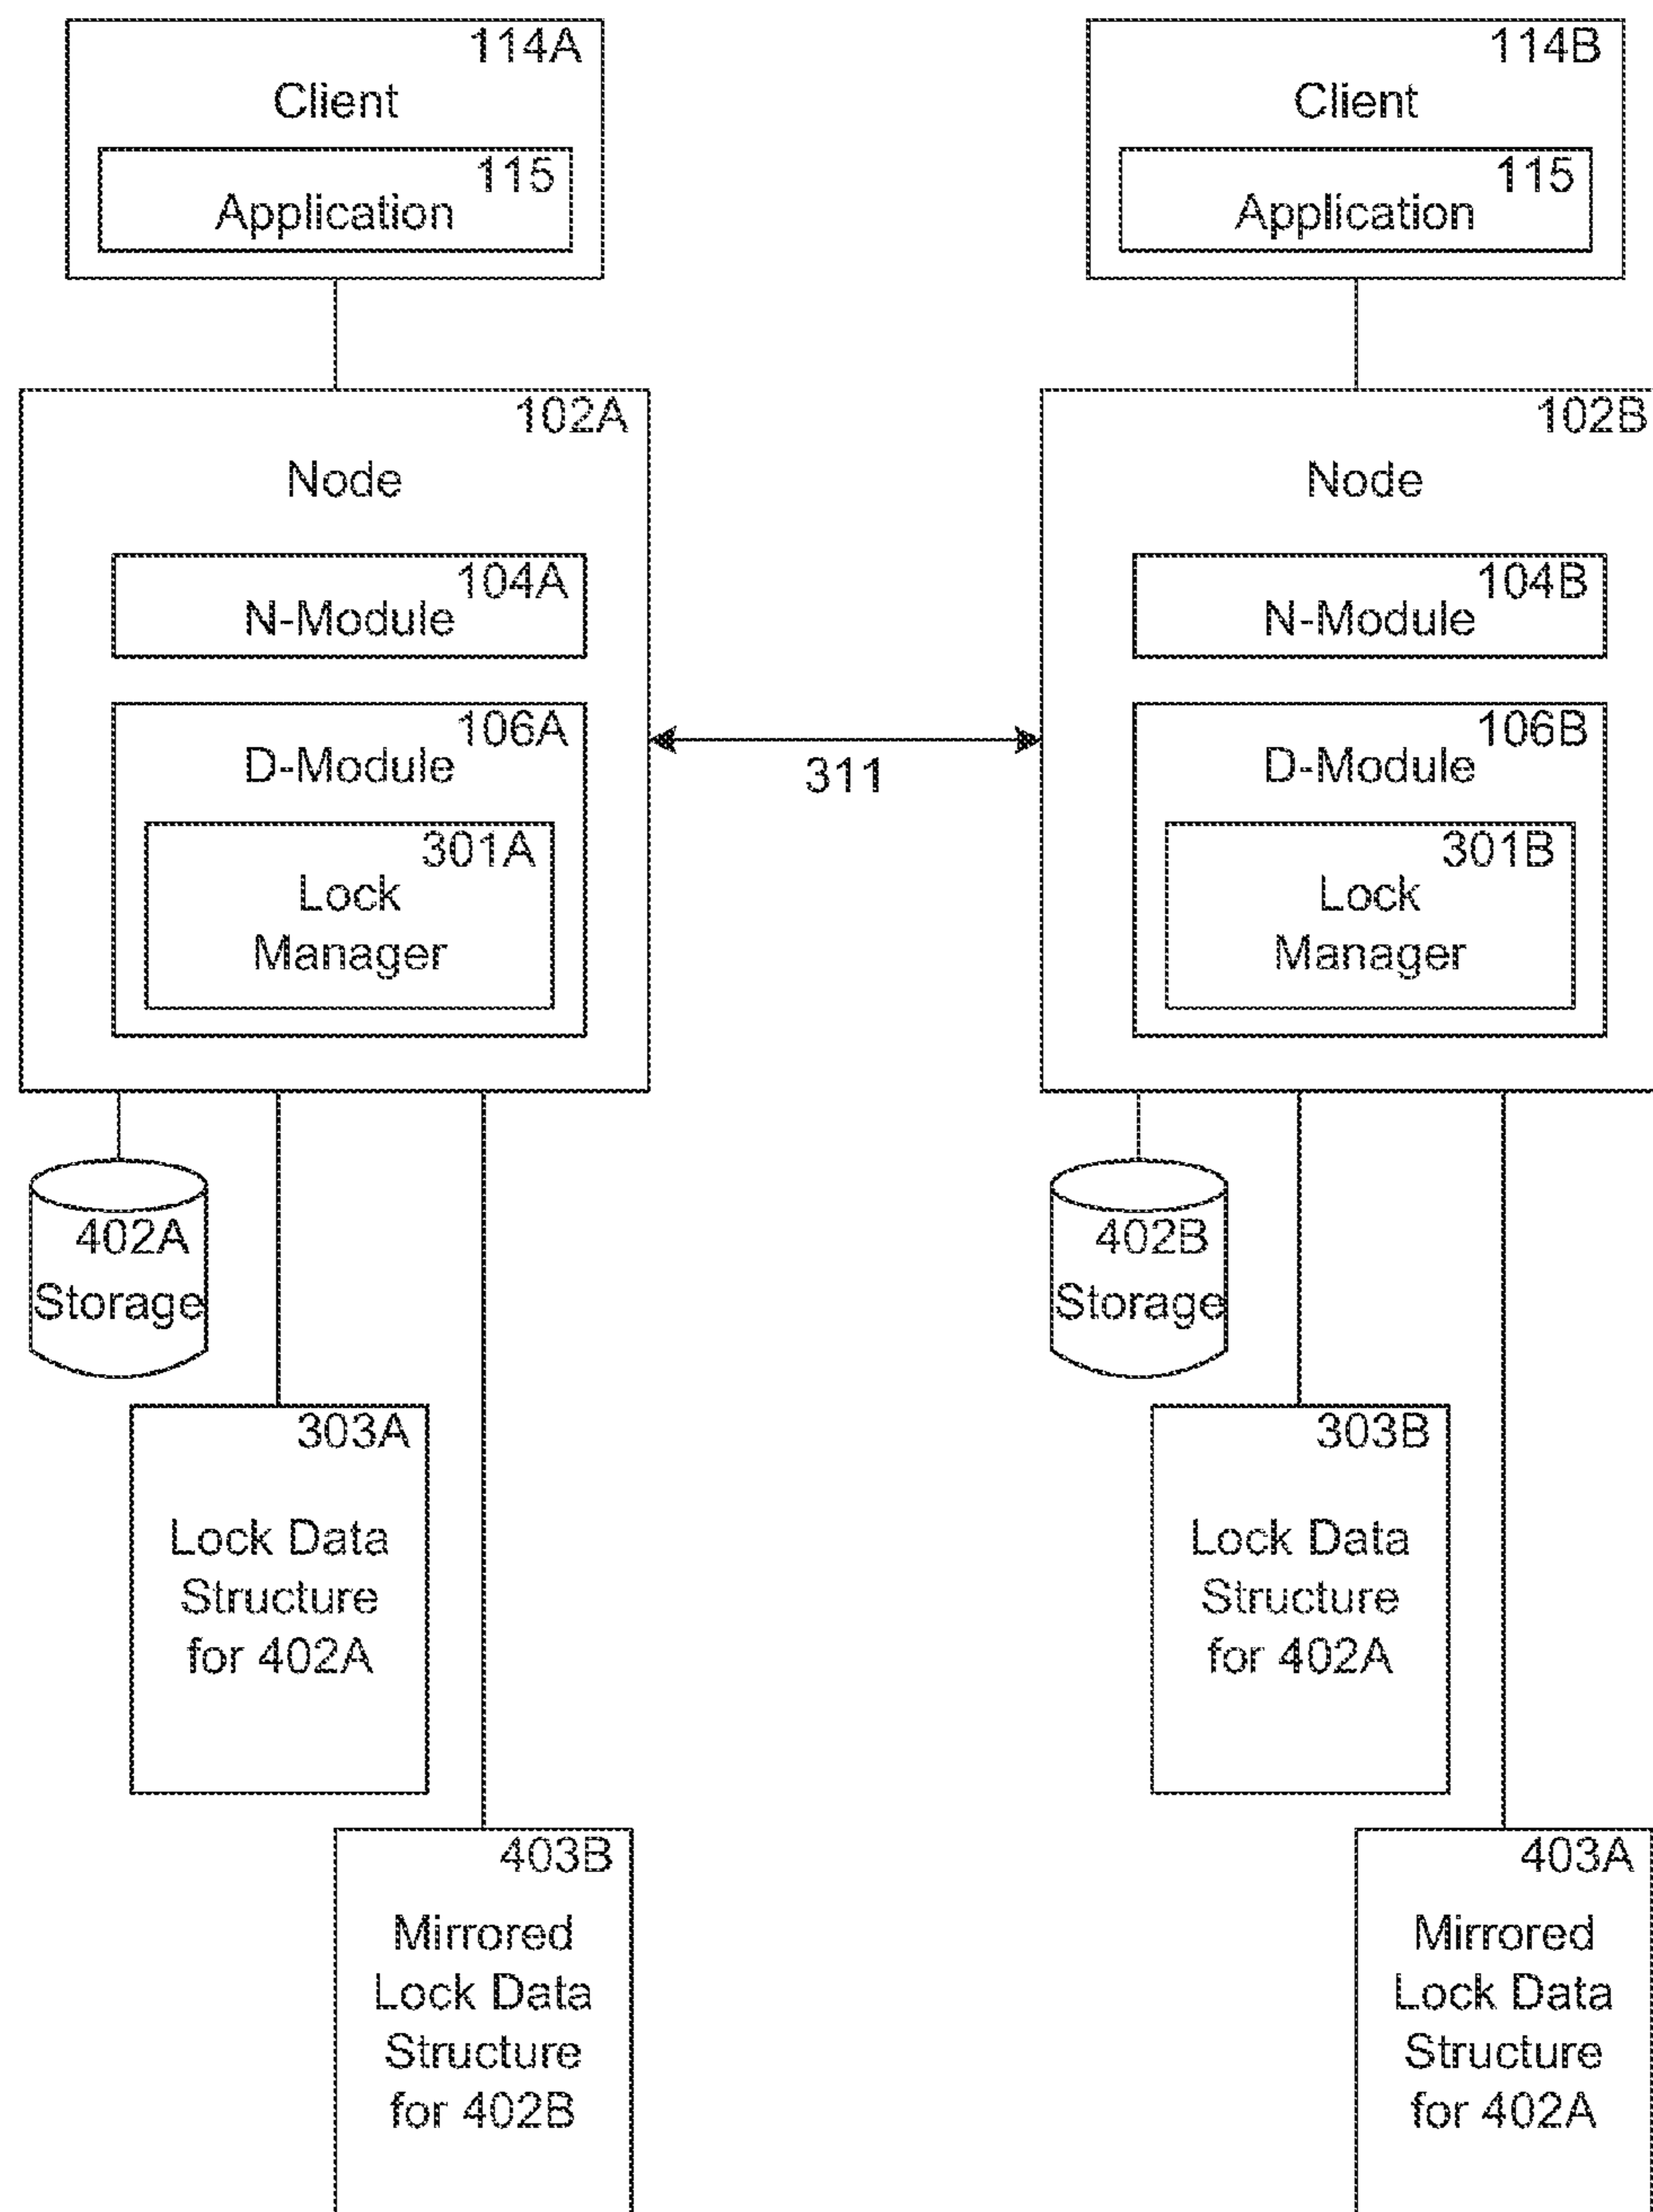 114A
Client
115
Application
114B
Client
115
Application
102A
Node
104A
N-Module
106A
D-Module
301A
Lock
Manager
311
102B
Node
104B
N-Module
106B
D-Module
301B
Lock
Manager
402A
Storage
303A
Lock Data
Structure
for 402A
403B
Mirrored
Lock Data
Structure
for 402B
402B
Storage
303B
Lock Data
Structure
for 402A
403A
Mirrored
Lock Data
Structure
for 402A